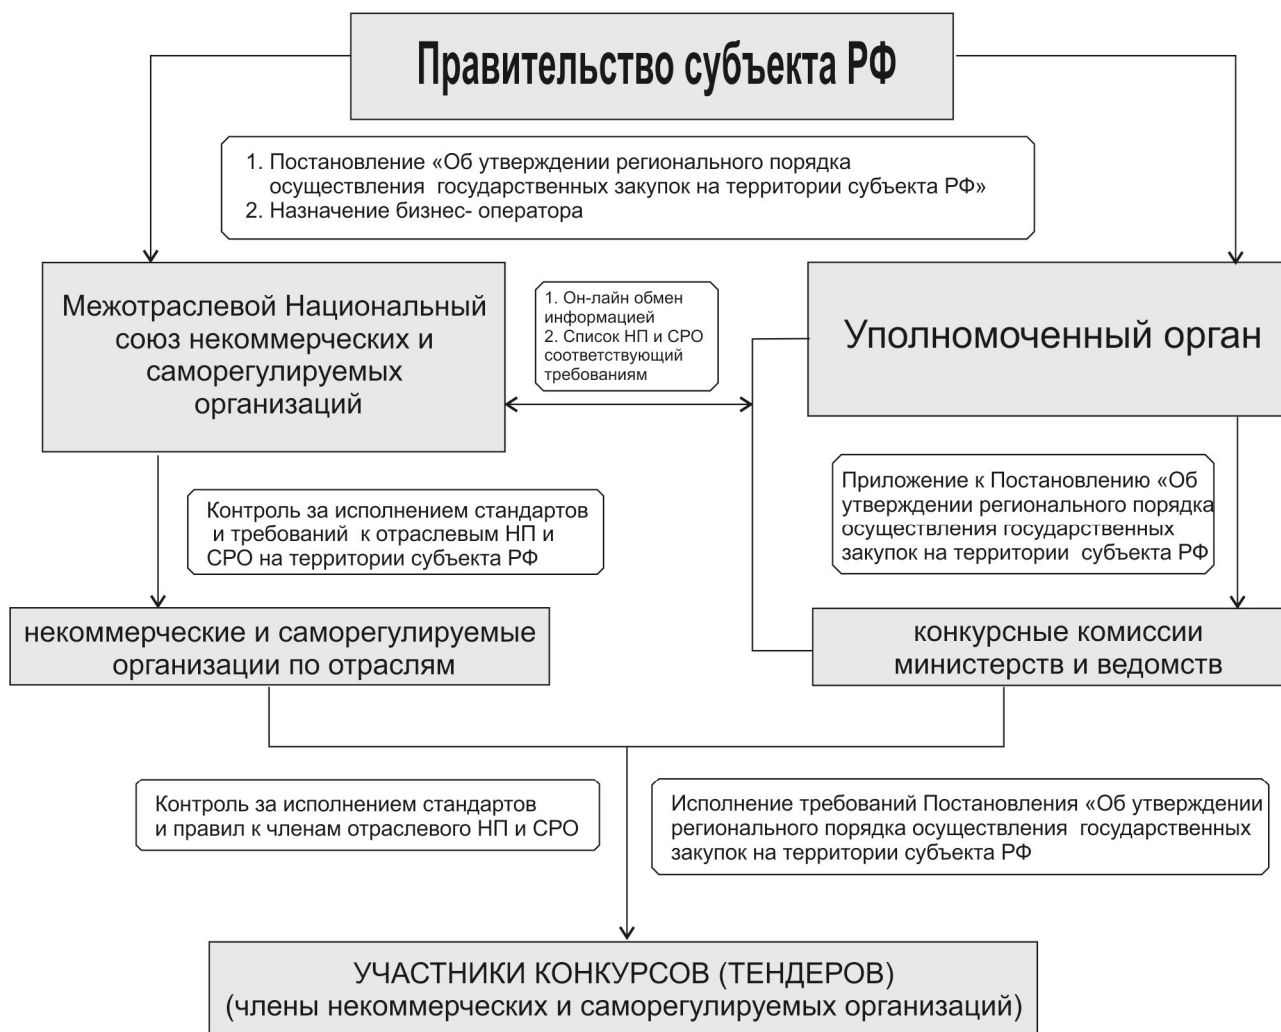 Правительство субъекта РФ
1. Постановление «Об утверждении регионального порядка
осуществления государственных закупок на территории субъекта РФ»
2. Назначение бизнес- оператора
Межотраслевой Национальный
союз некоммерческих и
саморегулируемых
организаций
1. Он-лайн обмен
информацией
2. Список НП и СРО
соответствующий
требованиям
Уполномоченный орган
Контроль за исполнением стандартов
и требований к отраслевым НП и
СРО на территории субъекта РФ
Приложение к Постановлению «Об
утверждении регионального порядка
осуществления государственных
закупок на территории субъекта РФ
некоммерческие и саморегулируемые
организации по отраслям
конкурсные комиссии
министерств и ведомств
Контроль за исполнением стандартов
и правил к членам отраслевого НП и СРО
Исполнение требований Постановления «Об утверждении
регионального порядка осуществления государственных
закупок на территории субъекта РФ
УЧАСТНИКИ КОНКУРСОВ (ТЕНДЕРОВ)
(члены некоммерческих и саморегулируемых организаций)